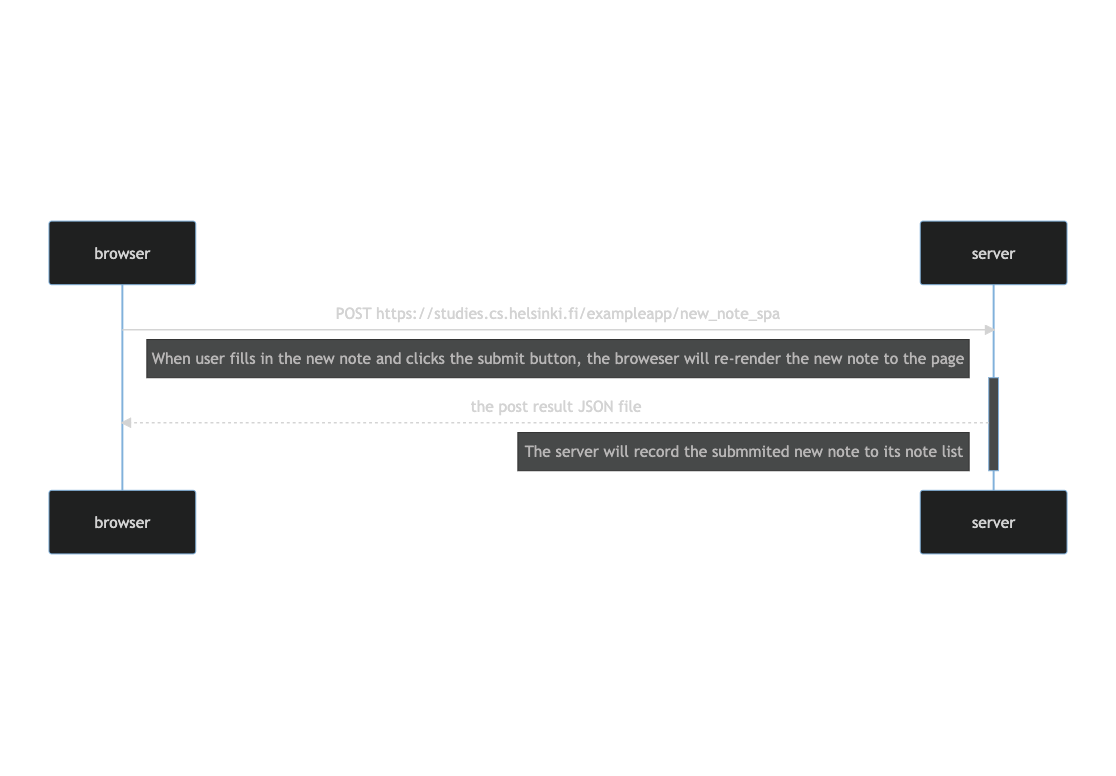 browser
server
POST https://studies.cs.helsinki.fi/exampleapp/new_note_spa
When user fills in the new note and clicks the submit button, the broweser will re-render the new note to the page
the post result JSON file
The server will record the submmited new note to its note list
browser
server